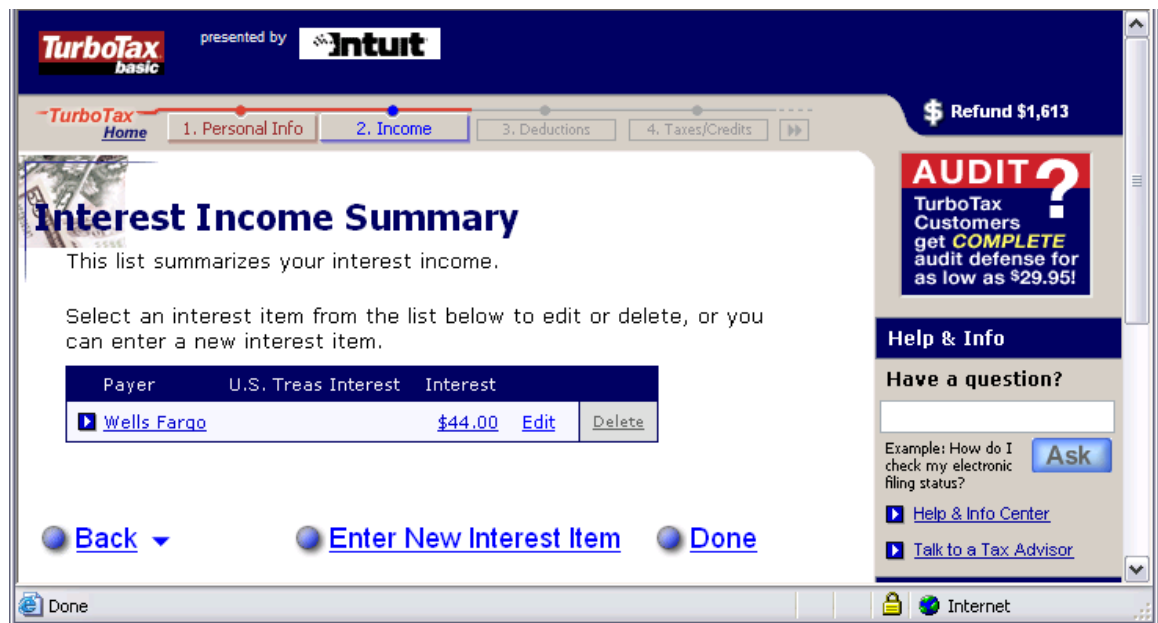 TurboTax
basic
presented by
Intuit
TurboTax
Home
1. Personal Info
2. Income
3. Deductions
4. Taxes/Credits
$ Refund $1,613
Interest Income Summary
This list summarizes your interest income.
Select an interest item from the list below to edit or delete, or you
can enter a new interest item.
Payer U.S. Treas Interest Interest
Wells Fargo $44.00 Edit Delete
Back Enter New Interest Item Done
AUDIT?
TurboTax
Customers
get COMPLETE
audit defense for
as low as $29.95!
Help & Info
Have a question?
Example: How do I
check my electronic
filing status?
Ask
Help & Info Center
Talk to a Tax Advisor
Done Internet